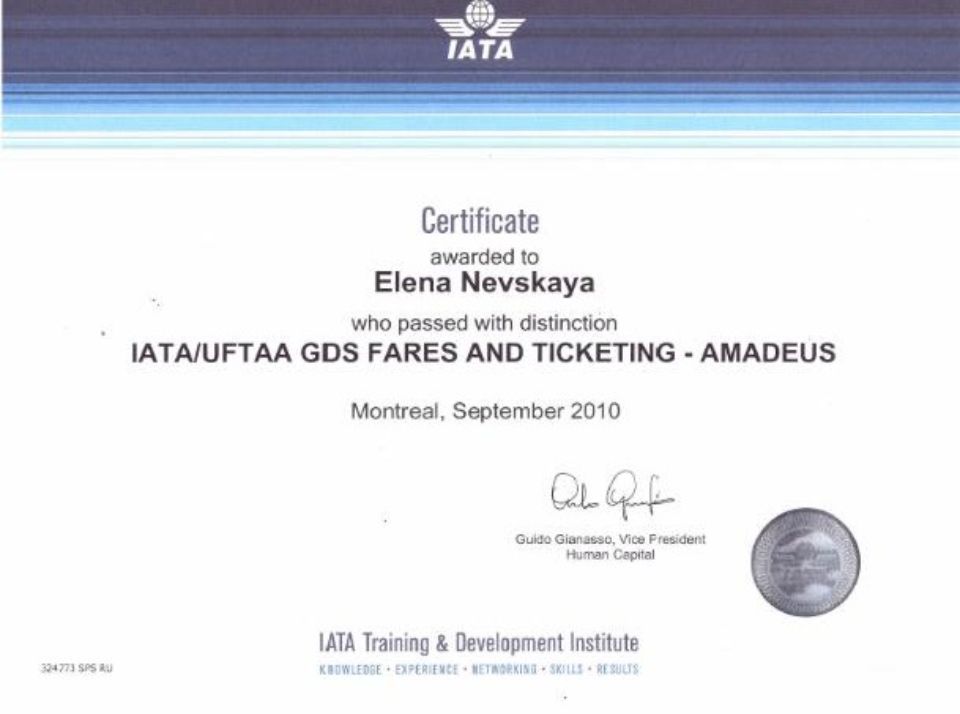 IATA
Certificate
awarded to
Elena Nevskaya
who passed with distinction
IATA/UFTAA GDS FARES AND TICKETING - AMADEUS
Montreal, September 2010
Guido Gianasso, Vice President
Human Capital
IATA Training & Development Institute
KNOWLEDGE • EXPERIENCE • NETWORKING • SKILLS • RESULTS
324773 SPS RU